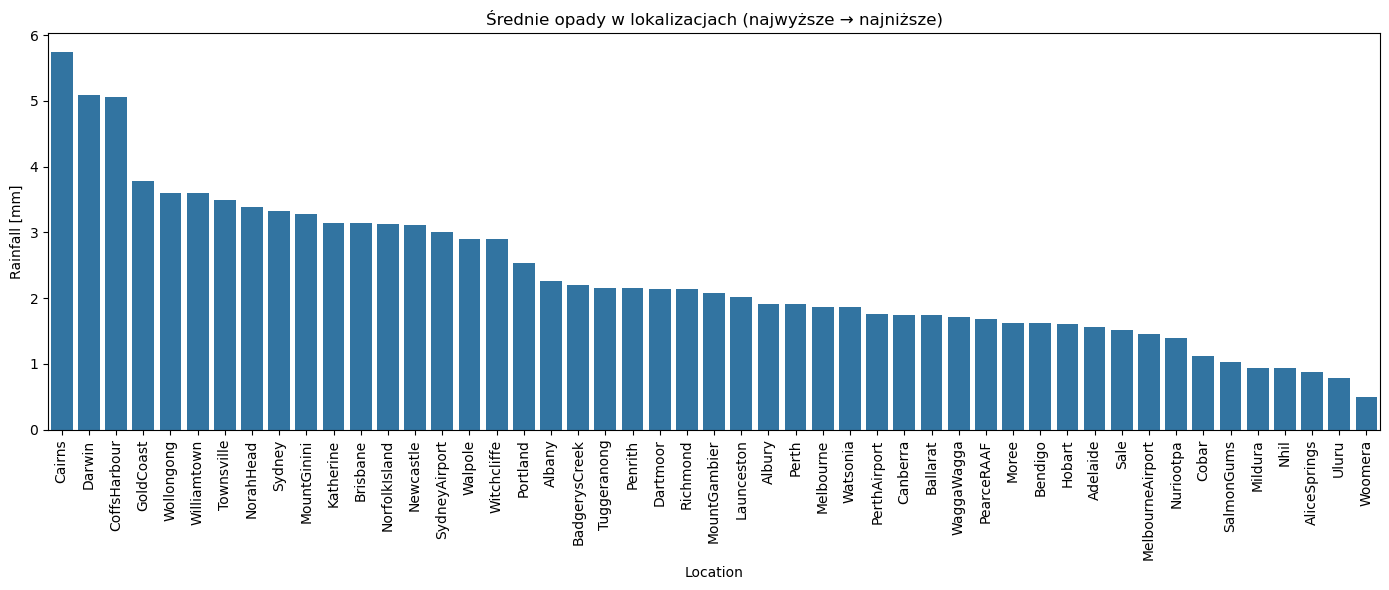 Średnie opady w lokalizacjach (najwyższe → najniższe)
Rainfall [mm]
6
5
4
3
2
1
0
Cairns
Darwin
CoffsHarbour
GoldCoast
Wollongong
Williamtown
Townsville
NorahHead
Sydney
MountGinini
Katherine
Brisbane
NorfolkIsland
Newcastle
SydneyAirport
Walpole
Witchcliffe
Portland
Albany
BadgerysCreek
Tuggeranong
Penrith
Dartmoor
Richmond
MountGambier
Launceston
Albury
Perth
Melbourne
Watsonia
PerthAirport
Canberra
Ballarat
WaggaWagga
PearceRAAF
Moree
Bendigo
Hobart
Adelaide
Sale
MelbourneAirport
Nuriootpa
Cobar
SalmonGums
Mildura
Nhil
AliceSprings
Uluru
Woomera
Location